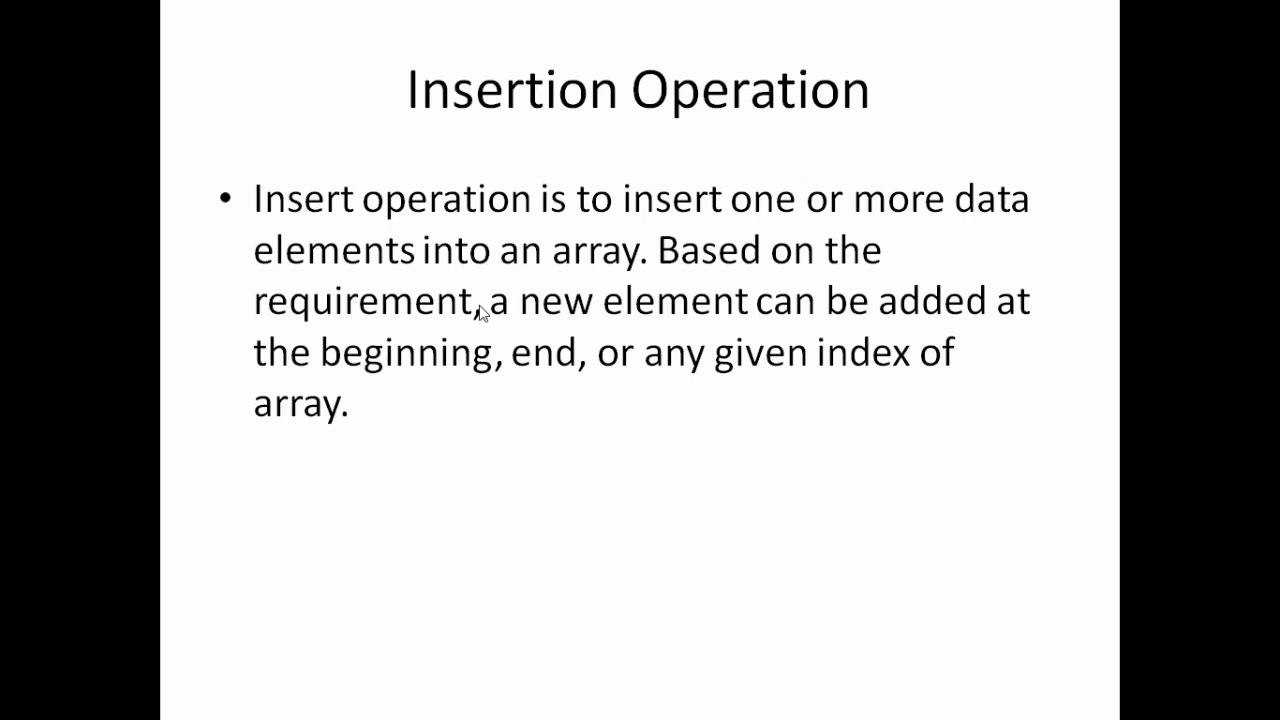 Insertion Operation
• Insert operation is to insert one or more data
elements into an array. Based on the
requirement, a new element can be added at
the beginning, end, or any given index of
array.